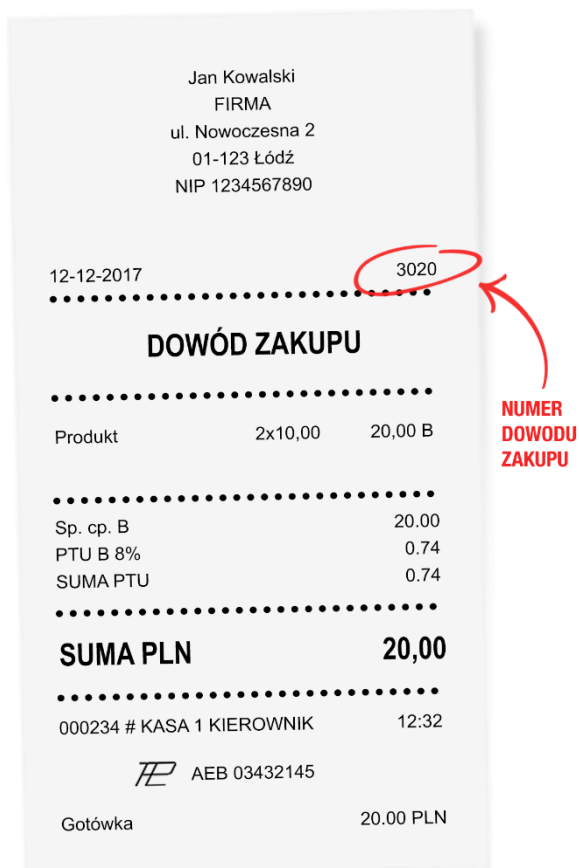 Jan Kowalski
FIRMA
ul. Nowoczesna 2
01-123 Łódź
NIP 1234567890
12-12-2017 3020
DOWÓD ZAKUPU
Produkt 2x10,00 20,00 B
Sp. cp. B 20.00
PTU B 8% 0.74
SUMA PTU 0.74
SUMA PLN 20,00
000234 # KASA 1 KIEROWNIK 12:32
AEB 03432145
Gotówka 20.00 PLN
NUMER
DOWODU
ZAKUPU